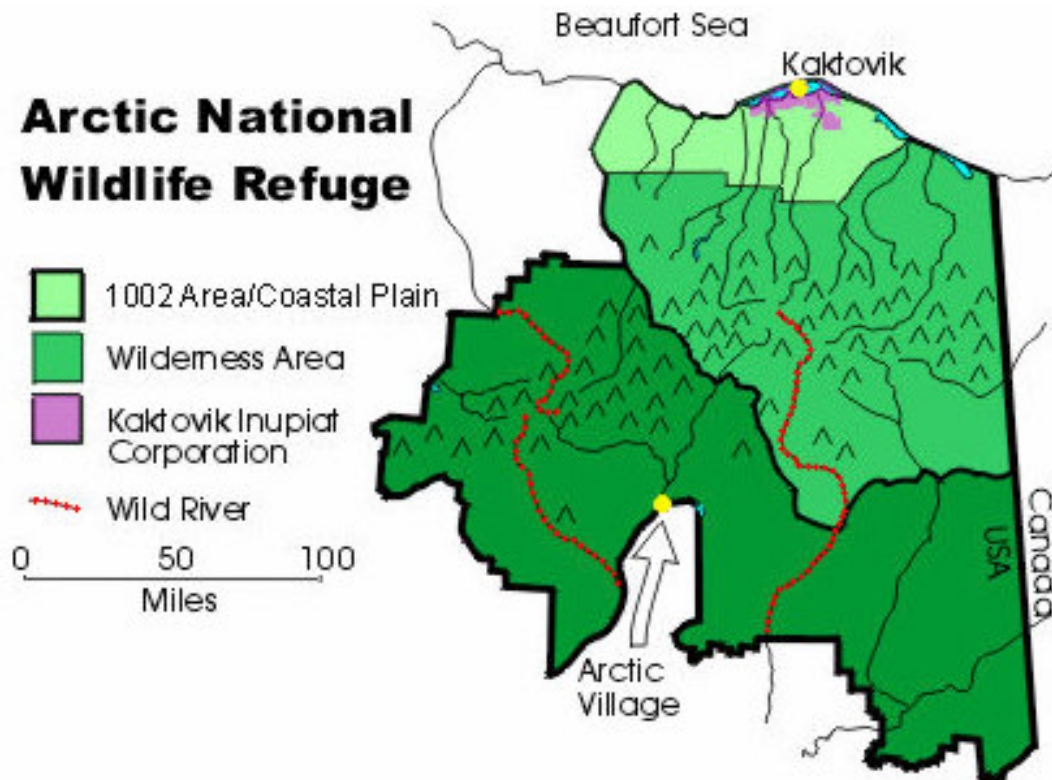 Beaufort Sea
Kaktovik
Arctic National
Wildlife Refuge
1002 Area/Coastal Plain
Wilderness Area
Kaktovik Inupiat
Corporation
Wild River
0 50 100
Miles
Arctic
Village
USA
Canada